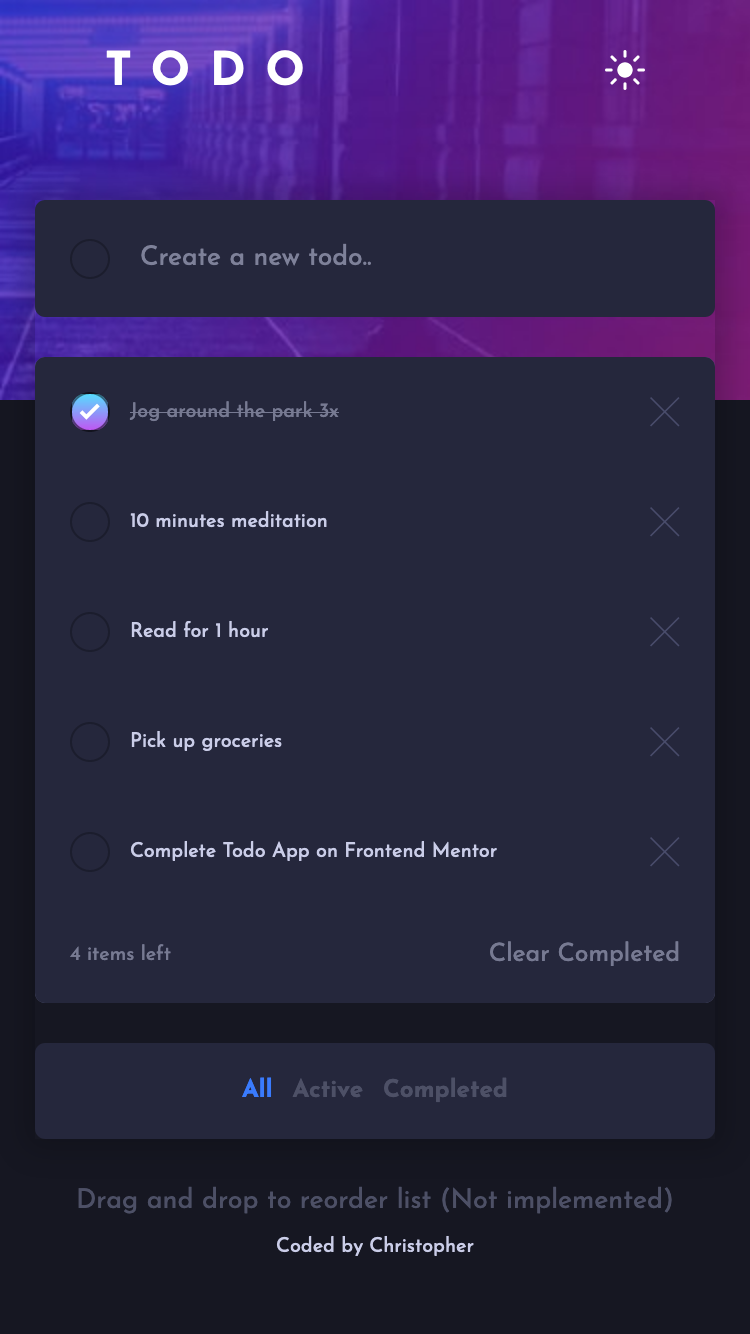 TODO
Create a new todo..
Jog around the park 3x
10 minutes meditation
Read for 1 hour
Pick up groceries
Complete Todo App on Frontend Mentor
4 items left Clear Completed
All Active Completed
Drag and drop to reorder list (Not implemented)
Coded by Christopher